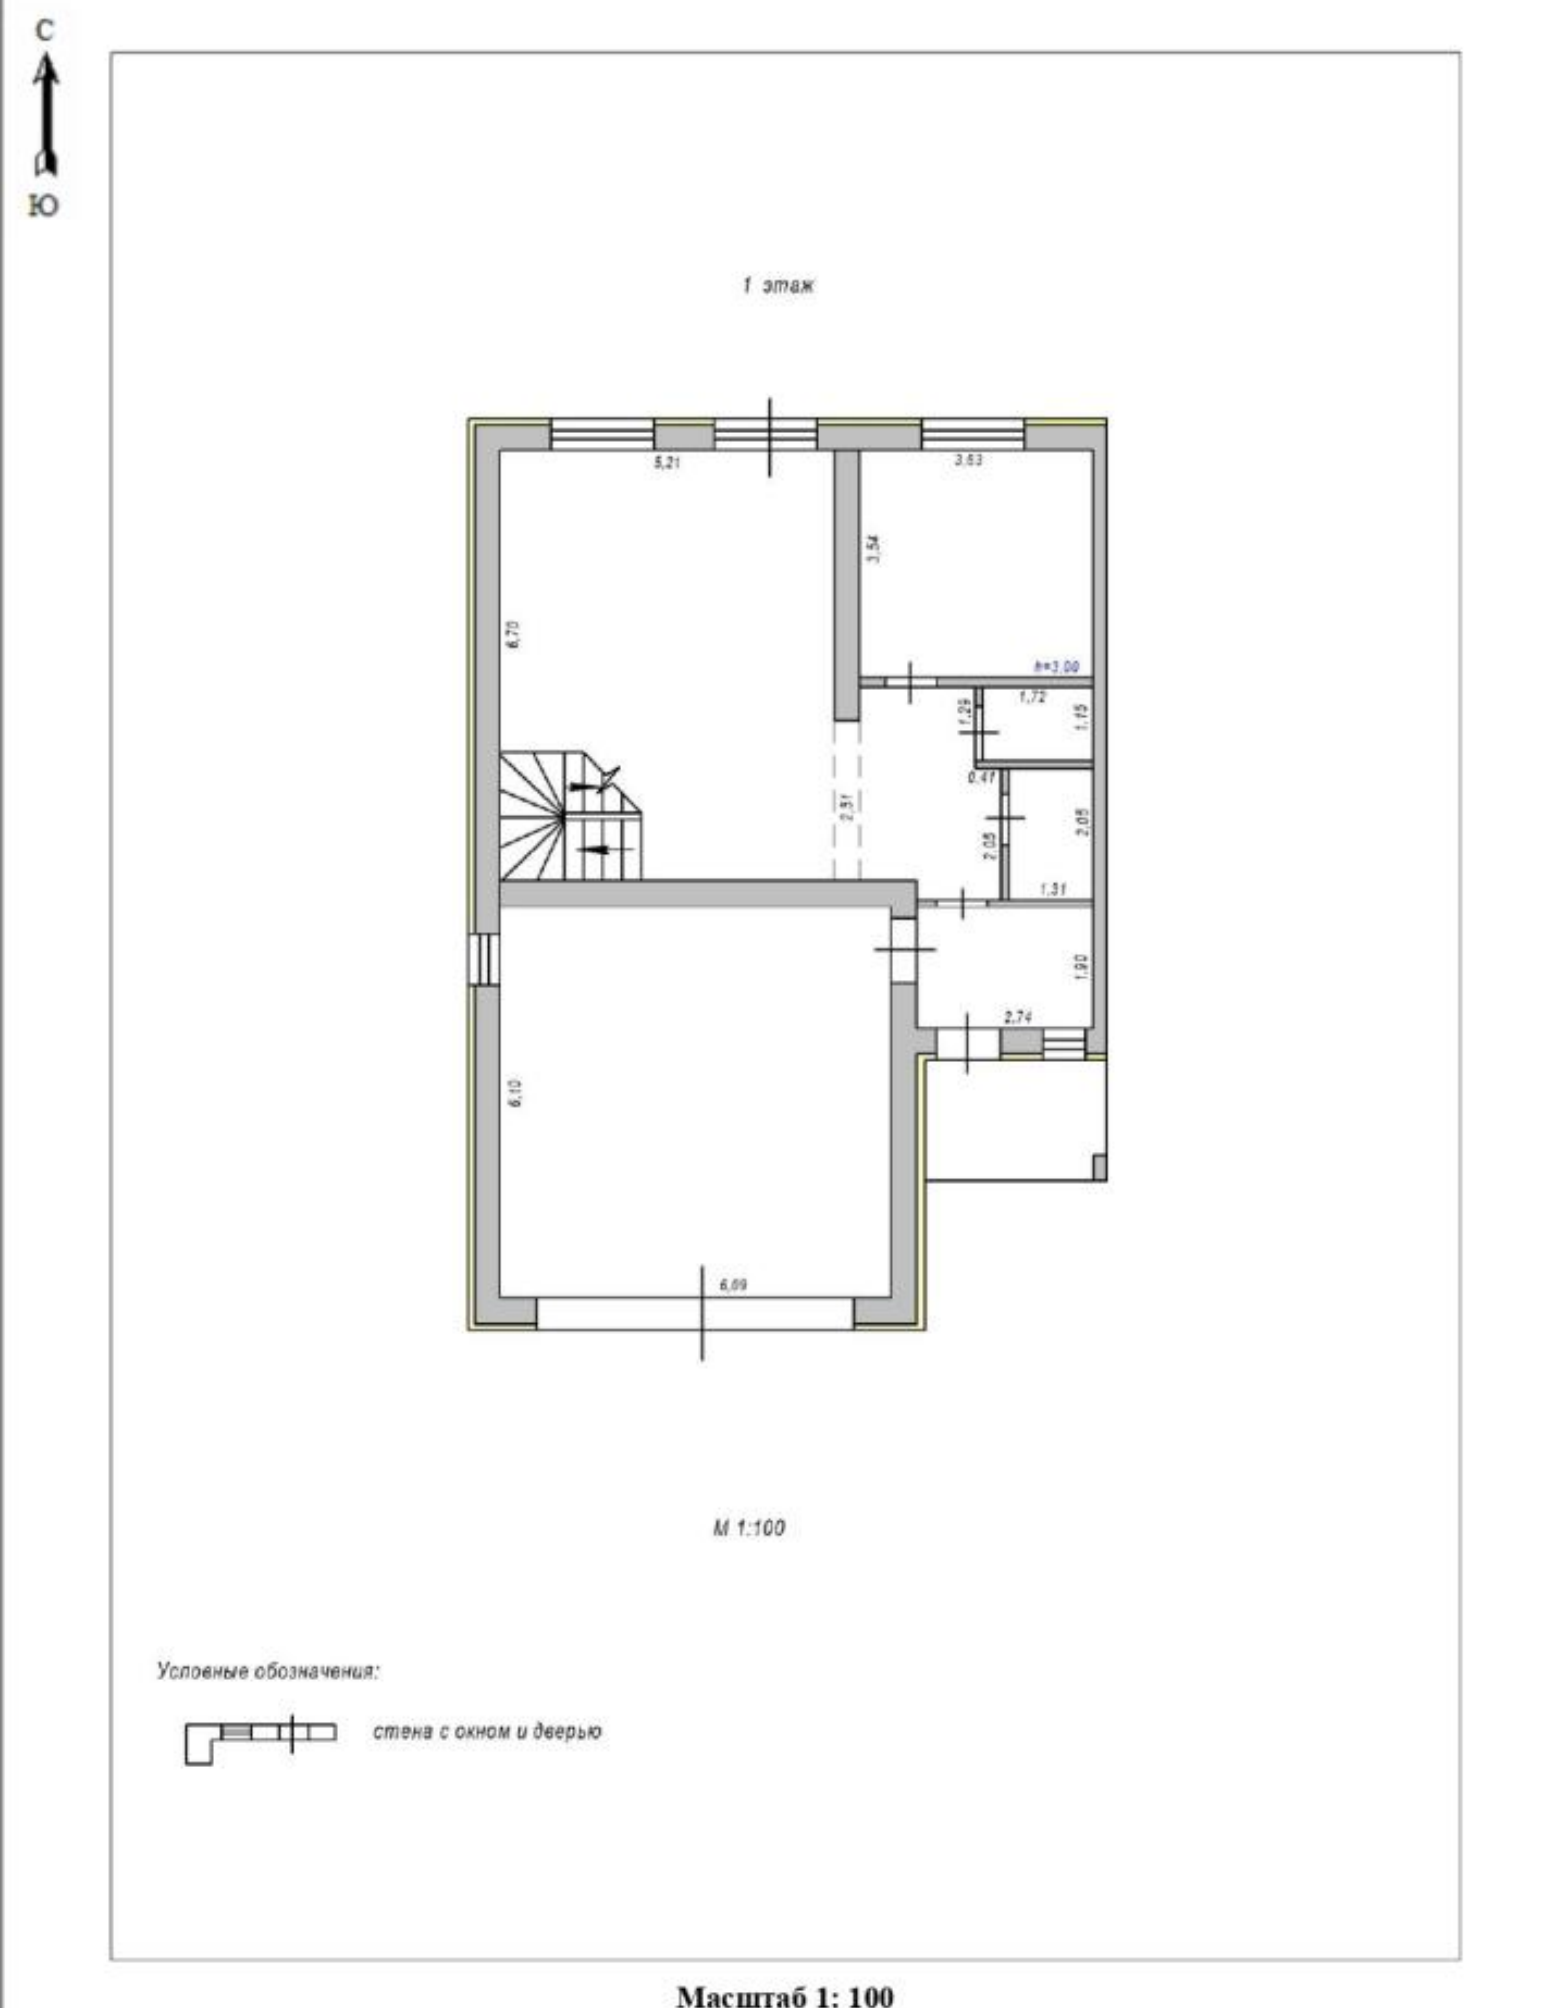 С
Ю
1 этаж
5,21
3,63
3,54
6,70
h=3,00
1,72
1,29
1,15
0,41
2,51
2,05
2,05
1,31
1,90
2,74
6,10
6,09
М 1:100
Условные обозначения:
стена с окном и дверью
Масштаб 1: 100